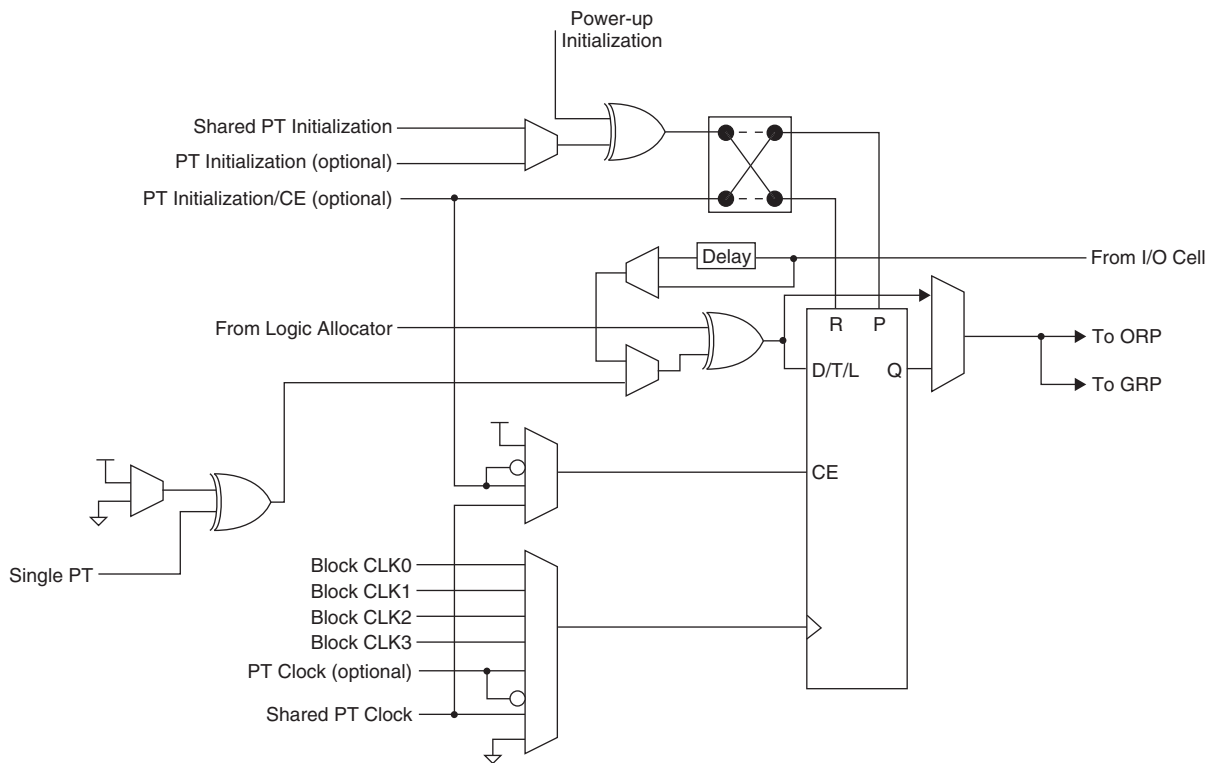 Power-up
Initialization
Shared PT Initialization
PT Initialization (optional)
PT Initialization/CE (optional)
Delay
From I/O Cell
From Logic Allocator
R
P
To ORP
D/T/L
Q
To GRP
CE
Single PT
Block CLK0
Block CLK1
Block CLK2
Block CLK3
PT Clock (optional)
Shared PT Clock